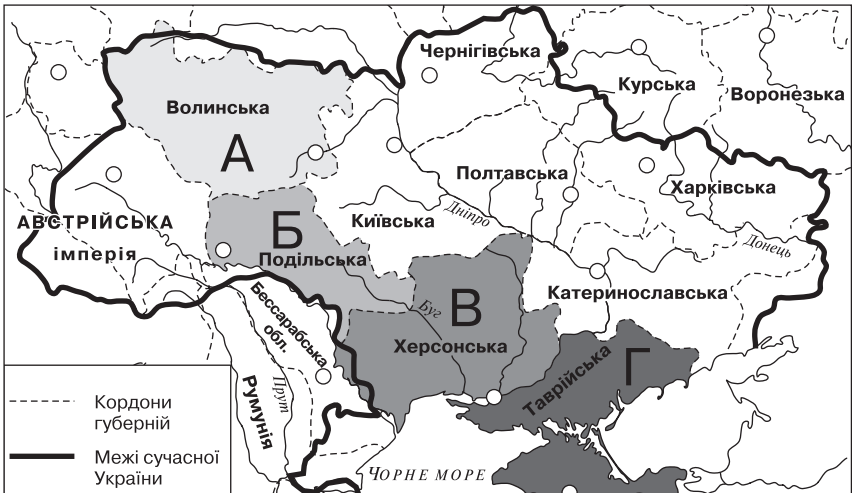 Чернігівська
Курська
Воронезька
Волинська
А
Полтавська
Харківська
АВСТРІЙСЬКА
імперія
Київська
Дніпро
Б
Подільська
Донець
Бессарабська
обл.
Буг
В
Херсонська
Катеринославська
Румунія
Прут
Таврійська
Г
ЧОРНЕ МОРЕ
Кордони
губерній
Межі сучасної
України